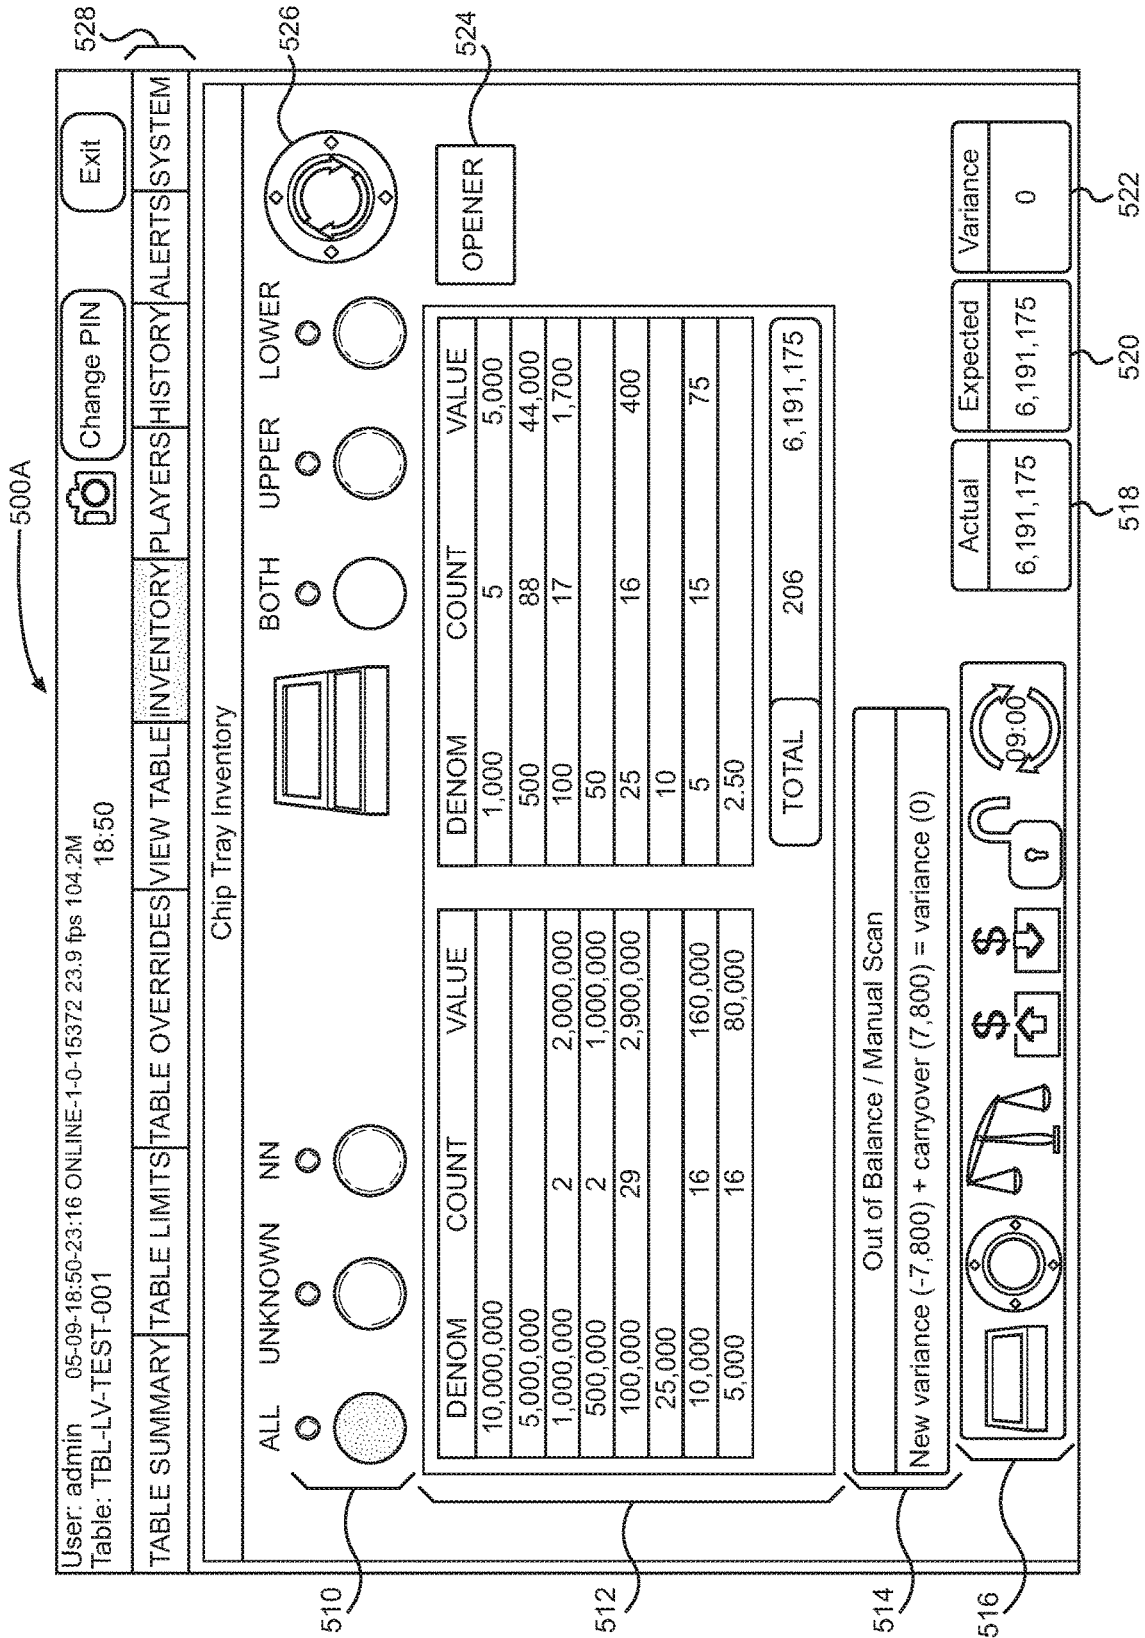 500A
User: admin 05-09-18:50-23:16 ONLINE-1-0-15372 23.9 fps 104.2M
Table: TBL-LV-TEST-001 18:50
Change PIN
Exit
528
TABLE SUMMARY TABLE LIMITS TABLE OVERRIDES VIEW TABLE INVENTORY PLAYERS HISTORY ALERTS SYSTEM
Chip Tray Inventory
526
510
ALL UNKNOWN NN BOTH UPPER LOWER
524
OPENER
512
DENOM COUNT VALUE DENOM COUNT VALUE
10,000,000 1,000 5 5,000
5,000,000 500 88 44,000
1,000,000 2 2,000,000 100 17 1,700
500,000 2 1,000,000 50
100,000 29 2,900,000 25 16 400
25,000 10
10,000 16 160,000 5 15 75
5,000 16 80,000 2.50
TOTAL 206 6,191,175
514
Out of Balance / Manual Scan
New variance (-7,800) + carryover (7,800) = variance (0)
516
$ $
09:00
Actual Expected Variance
6,191,175 6,191,175 0
518 520 522